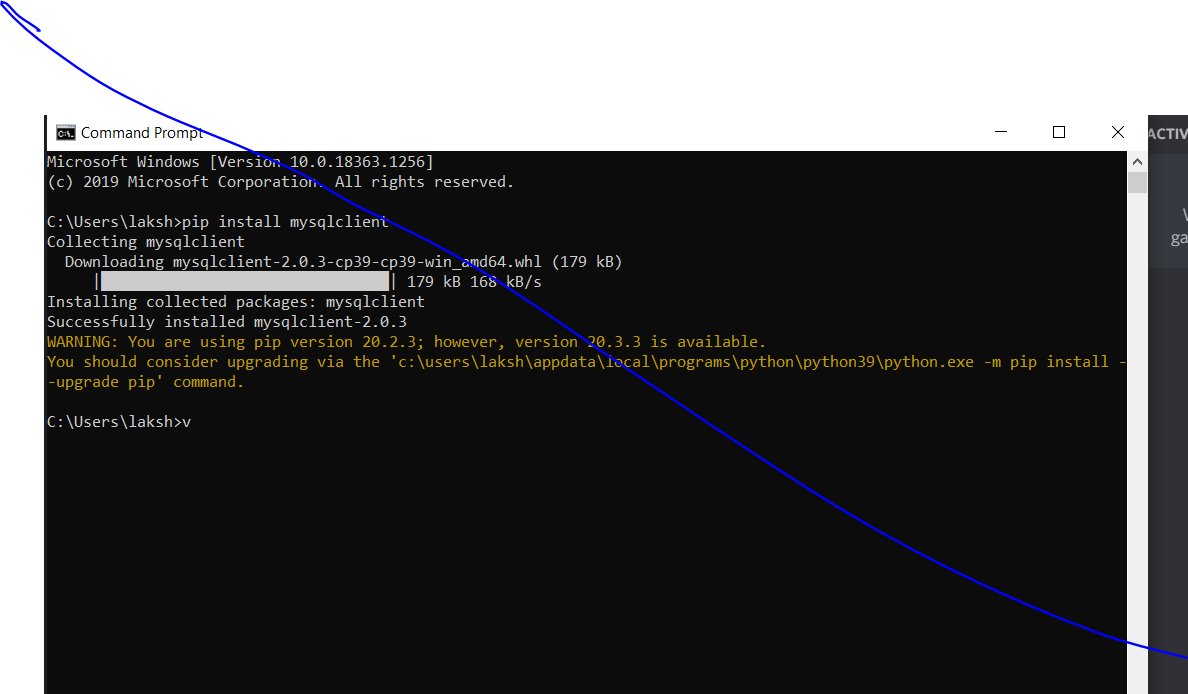 Command Prompt
Microsoft Windows [Version 10.0.18363.1256]
(c) 2019 Microsoft Corporation. All rights reserved.
C:\Users\laksh>pip install mysqlclient
Collecting mysqlclient
Downloading mysqlclient-2.0.3-cp39-cp39-win_amd64.whl (179 kB)
| | 179 kB 168 kB/s
Installing collected packages: mysqlclient
Successfully installed mysqlclient-2.0.3
WARNING: You are using pip version 20.2.3; however, version 20.3.3 is available.
You should consider upgrading via the 'c:\users\laksh\appdata\local\programs\python\python39\python.exe -m pip install -
-upgrade pip' command.
C:\Users\laksh>v
ACTIV
ga